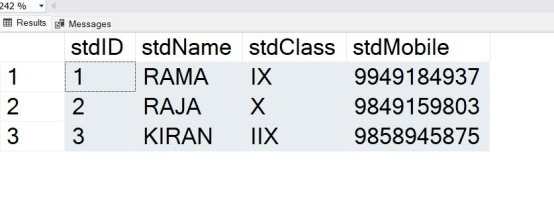 242 %
Results Messages
stdID stdName stdClass stdMobile
1 1 RAMA IX 9949184937
2 2 RAJA X 9849159803
3 3 KIRAN IIX 9858945875